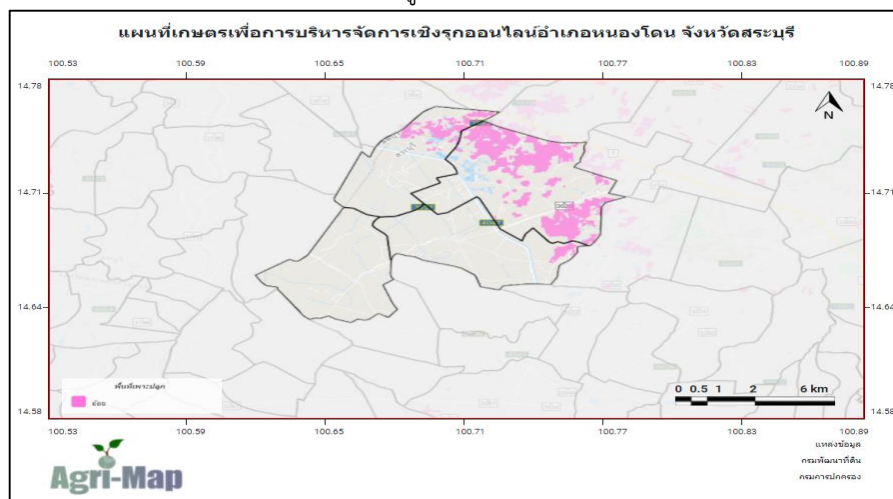 แผนที่เกษตรเพื่อการบริหารจัดการเชิงรุกออนไลน์อำเภอหนองโดน จังหวัดสระบุรี
100.53 100.59 100.65 100.71 100.77 100.83 100.89
14.78 14.78
N
14.71 14.71
14.64 14.64
พื้นที่เพาะปลูก
อ้อย
0 0.5 1 2 6 km
14.58 14.58
100.53 100.59 100.65 100.71 100.77 100.83 100.89
แหล่งข้อมูล
กรมพัฒนาที่ดิน
กรมการปกครอง
Agri-Map